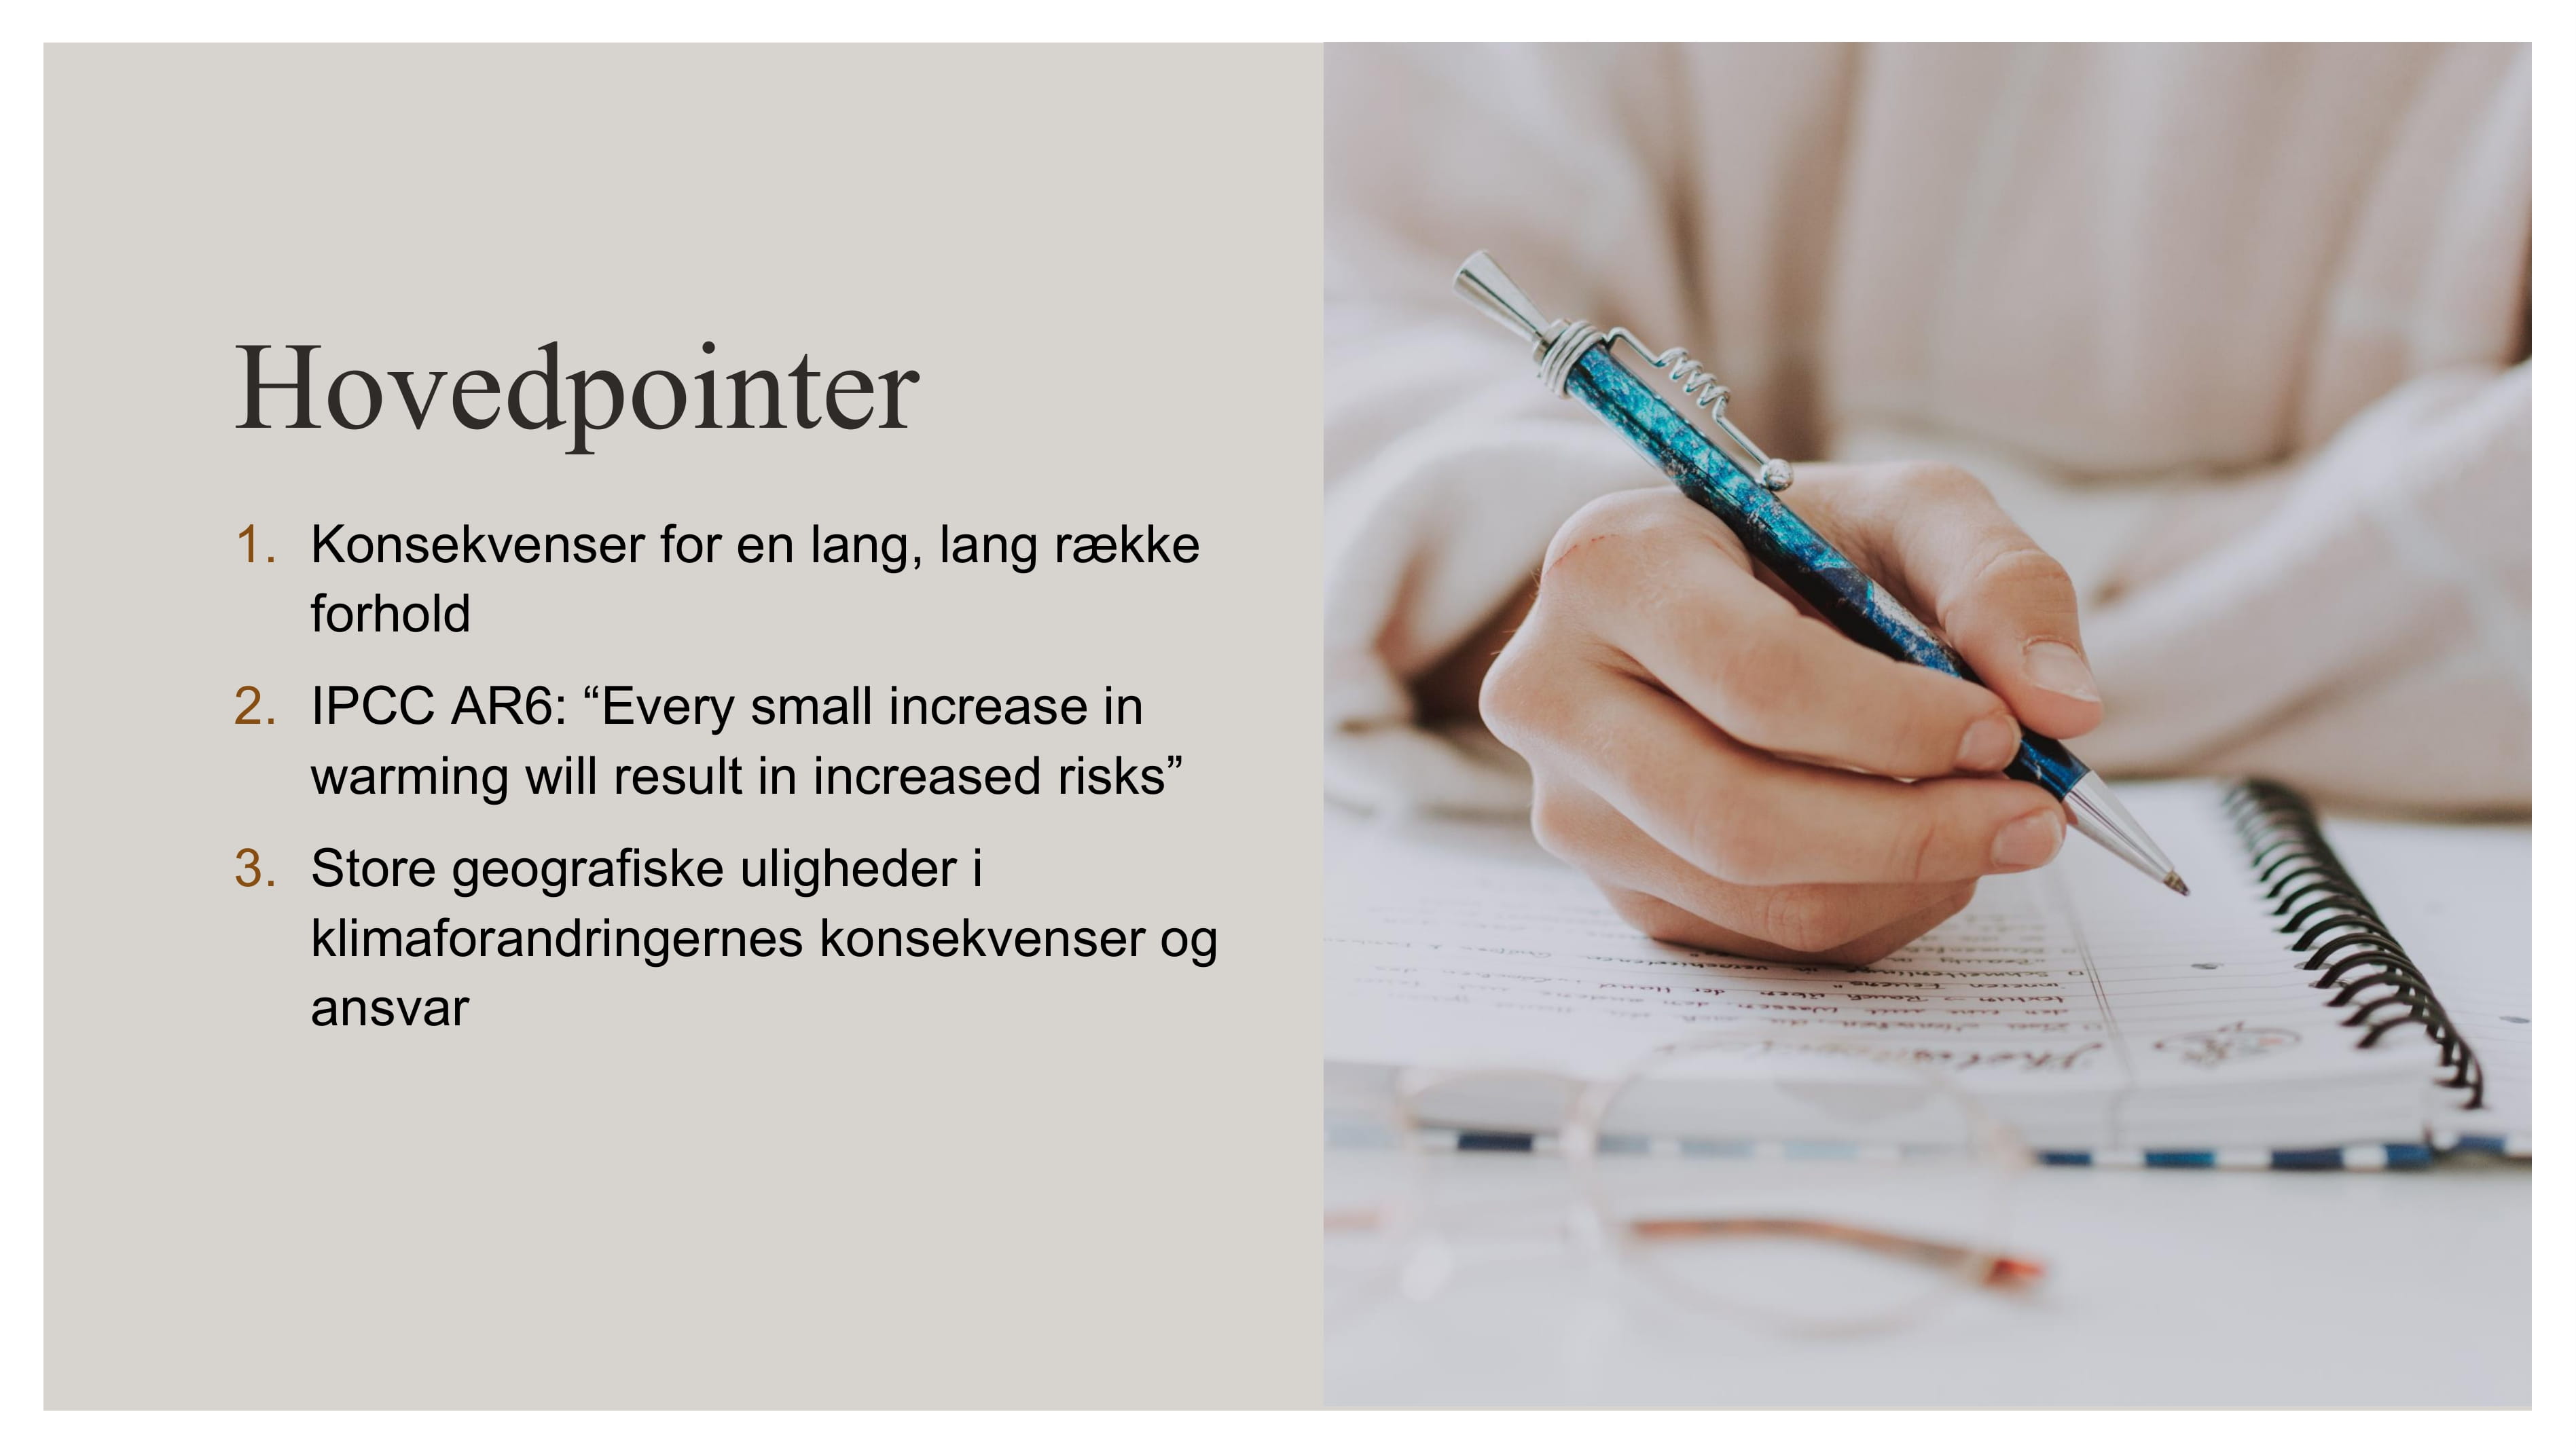 Hovedpointer
1. Konsekvenser for en lang, lang række
forhold
2. IPCC AR6: “Every small increase in
warming will result in increased risks”
3. Store geografiske uligheder i
klimaforandringernes konsekvenser og
ansvar